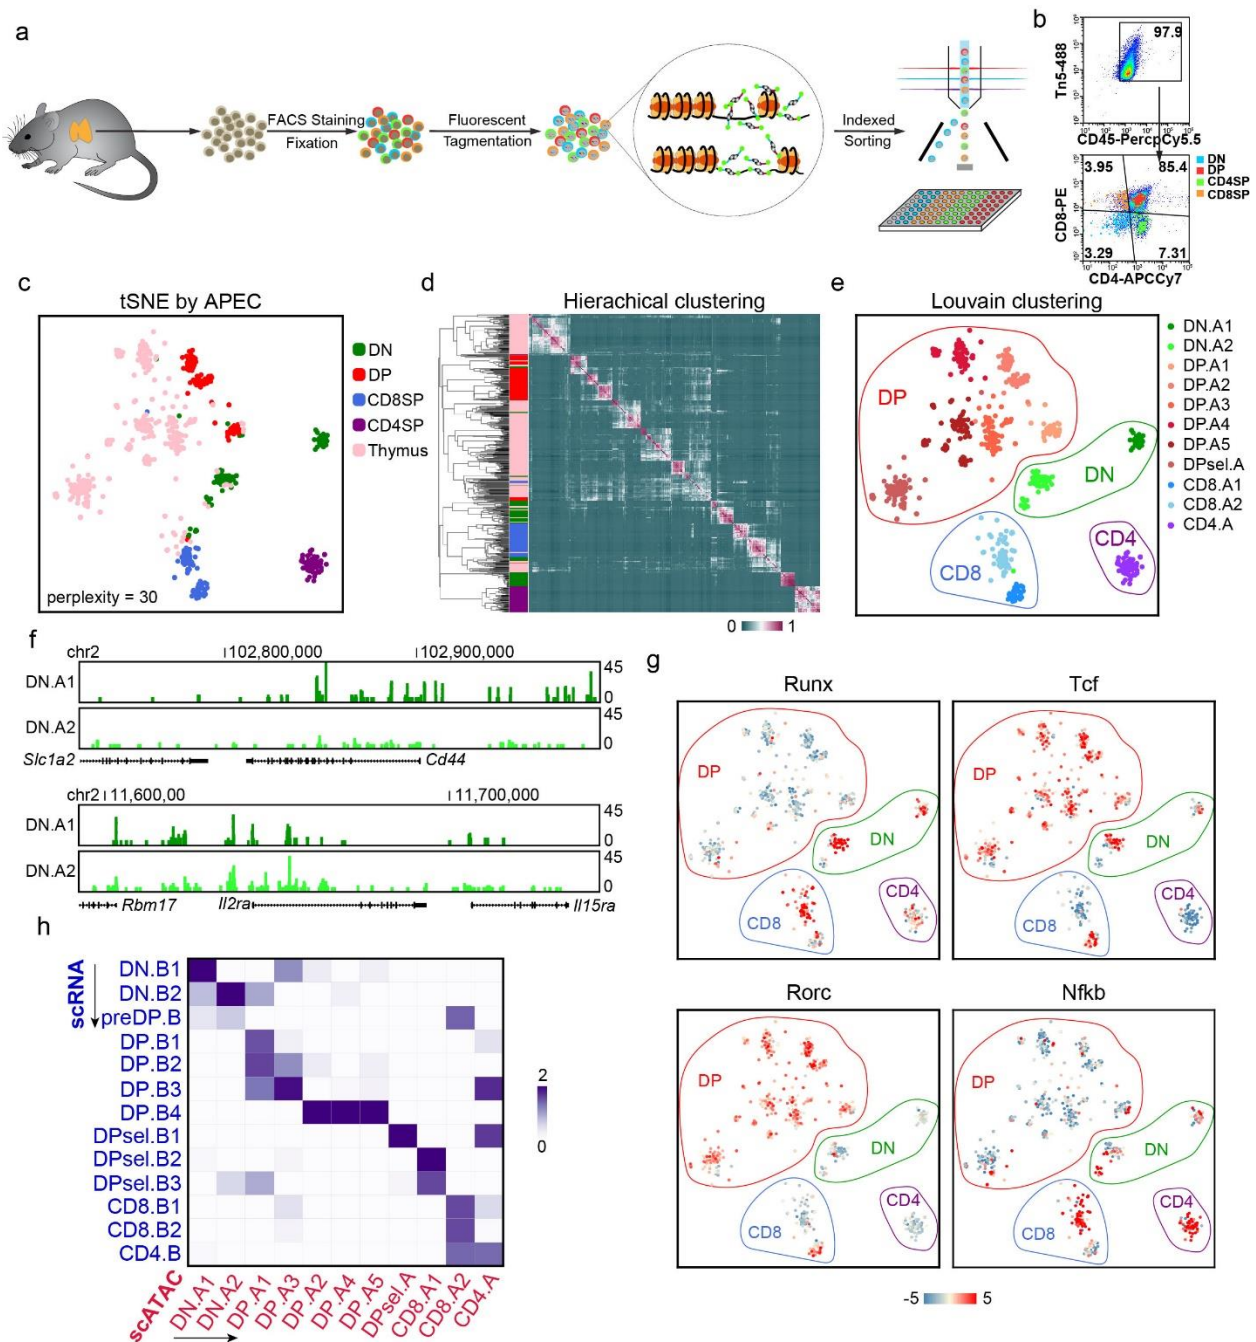 a
FACS Staining
Fixation
Fluorescent
Tagmentation
Indexed
Sorting
b
97.9
Tn5-488
CD45-PercpCy5.5
3.95
85.4
3.29
7.31
CD8-PE
CD4-APCCy7
DN
DP
CD4SP
CD8SP
c
tSNE by APEC
perplexity = 30
DN
DP
CD8SP
CD4SP
Thymus
d
Hierachical clustering
0
1
e
Louvain clustering
DP
DN
CD8
CD4
DN.A1
DN.A2
DP.A1
DP.A2
DP.A3
DP.A4
DP.A5
DPsel.A
CD8.A1
CD8.A2
CD4.A
f
chr2
102,800,000
102,900,000
DN.A1
45
0
DN.A2
45
0
Slc1a2
Cd44
chr2
11,600,00
11,700,000
DN.A1
45
0
DN.A2
45
0
Rbm17
Il2ra
Il15ra
g
Runx
DP
DN
CD8
CD4
Tcf
DP
DN
CD8
CD4
Rorc
DP
DN
CD8
CD4
Nfkb
DP
DN
CD8
CD4
-5
5
h
scRNA
DN.B1
DN.B2
preDP.B
DP.B1
DP.B2
DP.B3
DP.B4
DPsel.B1
DPsel.B2
DPsel.B3
CD8.B1
CD8.B2
CD4.B
2
0
scATAC
DN.A1
DN.A2
DP.A1
DP.A3
DP.A2
DP.A4
DP.A5
DPsel.A
CD8.A1
CD8.A2
CD4.A